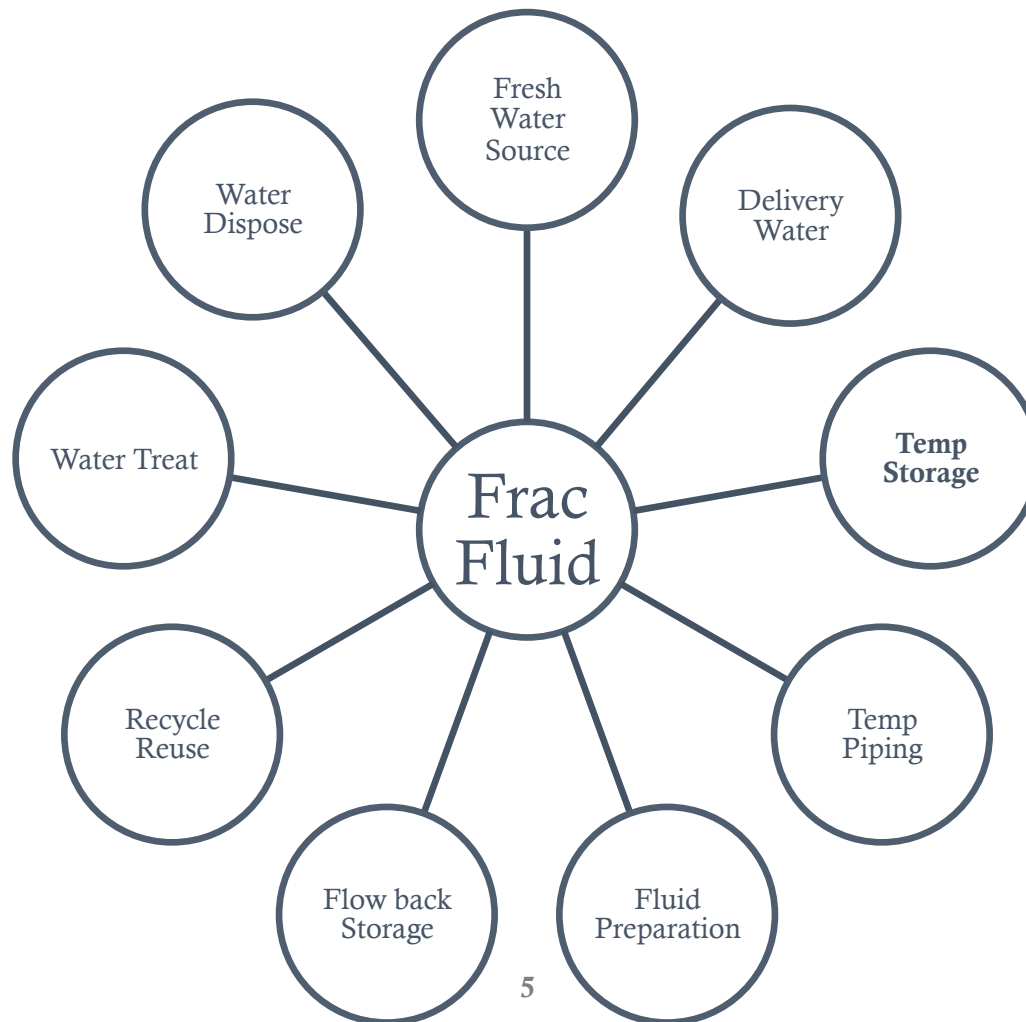 Fresh
Water
Source
Delivery
Water
Temp
Storage
Temp
Piping
Fluid
Preparation
Flow back
Storage
Recycle
Reuse
Water Treat
Water
Dispose
Frac
Fluid
5